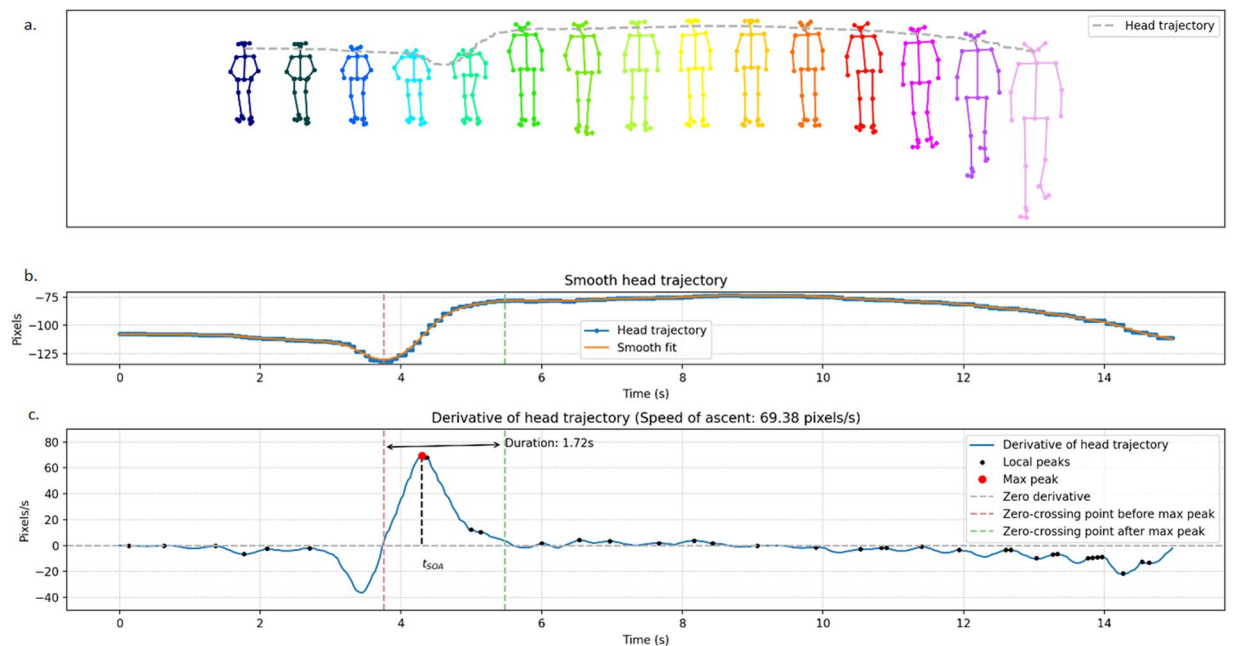 a.
Head trajectory
b.
Smooth head trajectory
−75
−100
−125
Pixels
Head trajectory
Smooth fit
0 2 4 6 8 10 12 14
Time (s)
c.
Derivative of head trajectory (Speed of ascent: 69.38 pixels/s)
80
60
40
20
0
−20
−40
Pixels/s
Duration: 1.72s
tSOA
Derivative of head trajectory
Local peaks
Max peak
Zero derivative
Zero-crossing point before max peak
Zero-crossing point after max peak
0 2 4 6 8 10 12 14
Time (s)